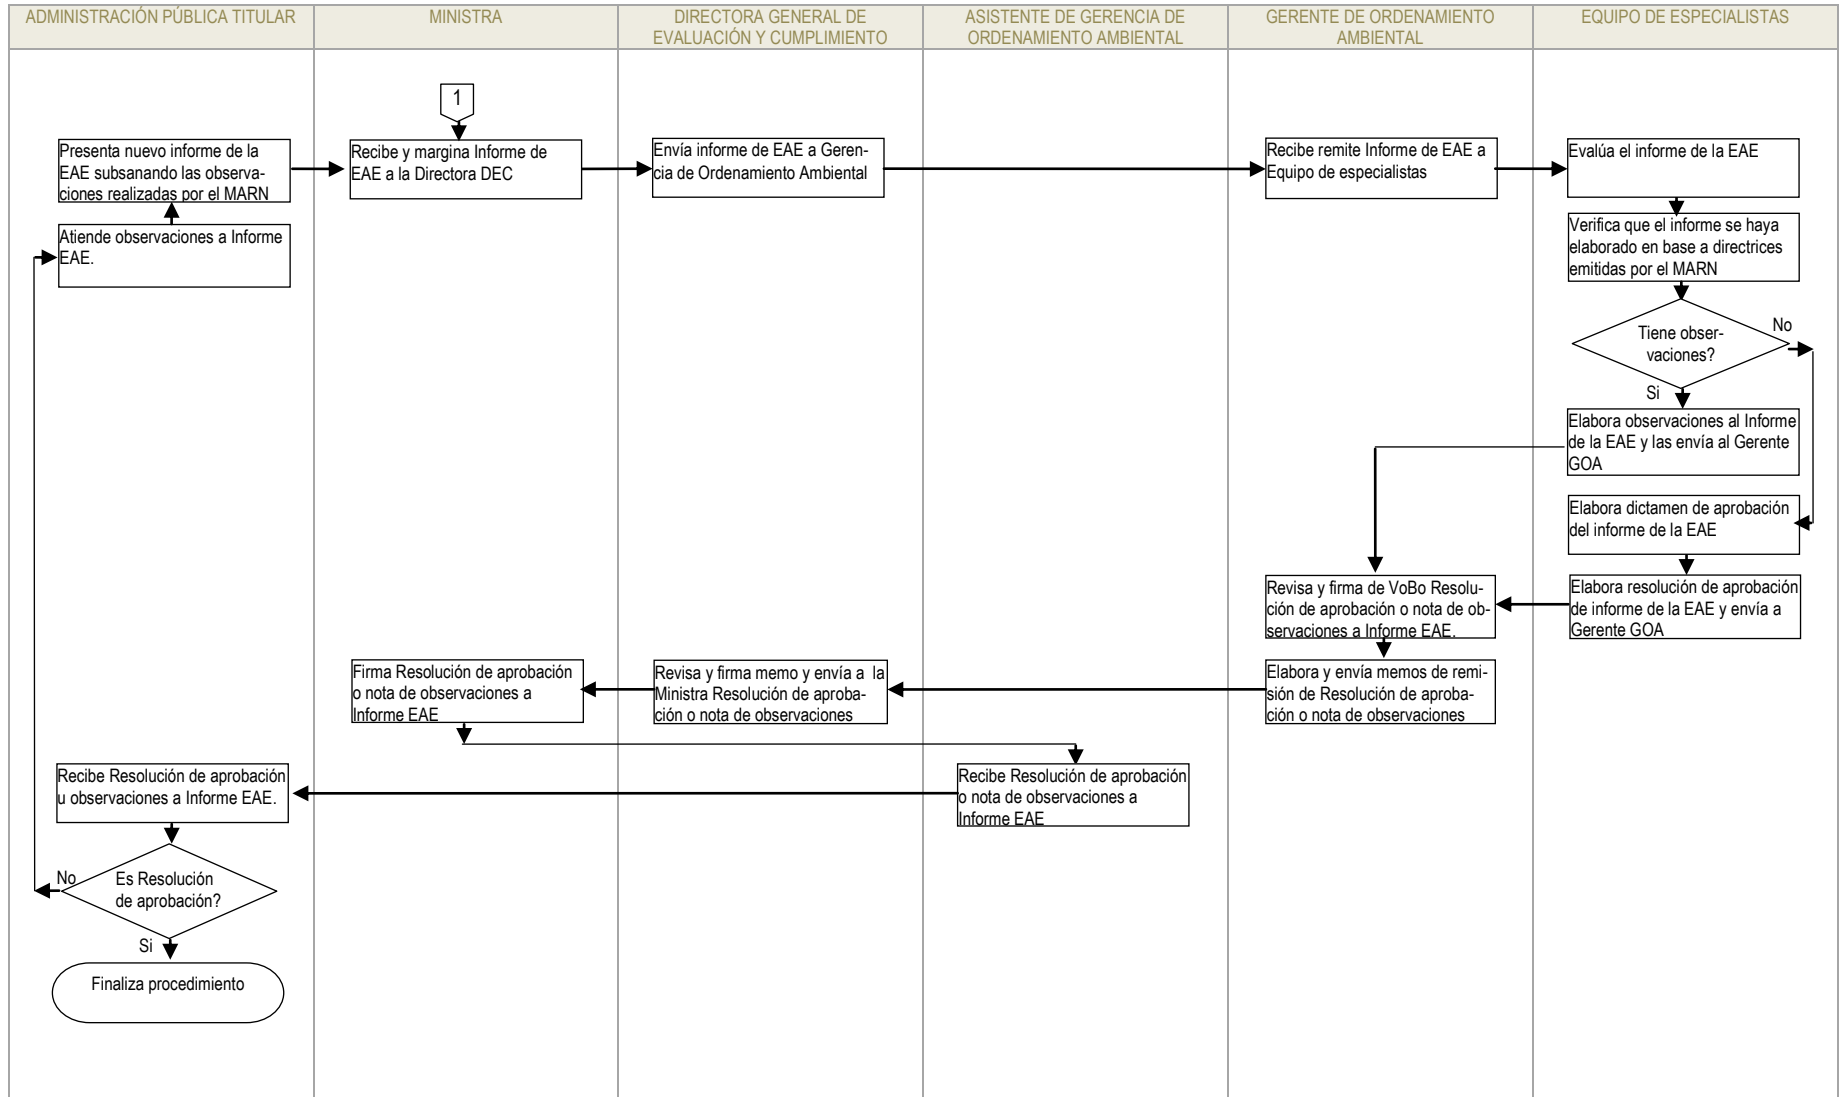 ADMINISTRACIÓN PÚBLICA TITULAR
MINISTRA
DIRECTORA GENERAL DE
EVALUACIÓN Y CUMPLIMIENTO
ASISTENTE DE GERENCIA DE
ORDENAMIENTO AMBIENTAL
GERENTE DE ORDENAMIENTO
AMBIENTAL
EQUIPO DE ESPECIALISTAS
1
Presenta nuevo informe de la
EAE subsanando las observa-
ciones realizadas por el MARN
Recibe y margina Informe de
EAE a la Directora DEC
Envía informe de EAE a Geren-
cia de Ordenamiento Ambiental
Recibe remite Informe de EAE a
Equipo de especialistas
Evalúa el informe de la EAE
Atiende observaciones a Informe
EAE.
Verifica que el informe se haya
elaborado en base a directrices
emitidas por el MARN
Tiene obser-
vaciones?
No
Si
Elabora observaciones al Informe
de la EAE y las envía al Gerente
GOA
Elabora dictamen de aprobación
del informe de la EAE
Elabora resolución de aprobación
de informe de la EAE y envía a
Gerente GOA
Revisa y firma de VoBo Resolu-
ción de aprobación o nota de ob-
servaciones a Informe EAE.
Elabora y envía memos de remi-
sión de Resolución de aproba-
ción o nota de observaciones
Revisa y firma memo y envía a la
Ministra Resolución de aproba-
ción o nota de observaciones
Firma Resolución de aprobación
o nota de observaciones a
Informe EAE
Recibe Resolución de aprobación
o nota de observaciones a
Informe EAE
Recibe Resolución de aprobación
u observaciones a Informe EAE.
Es Resolución
de aprobación?
No
Si
Finaliza procedimiento